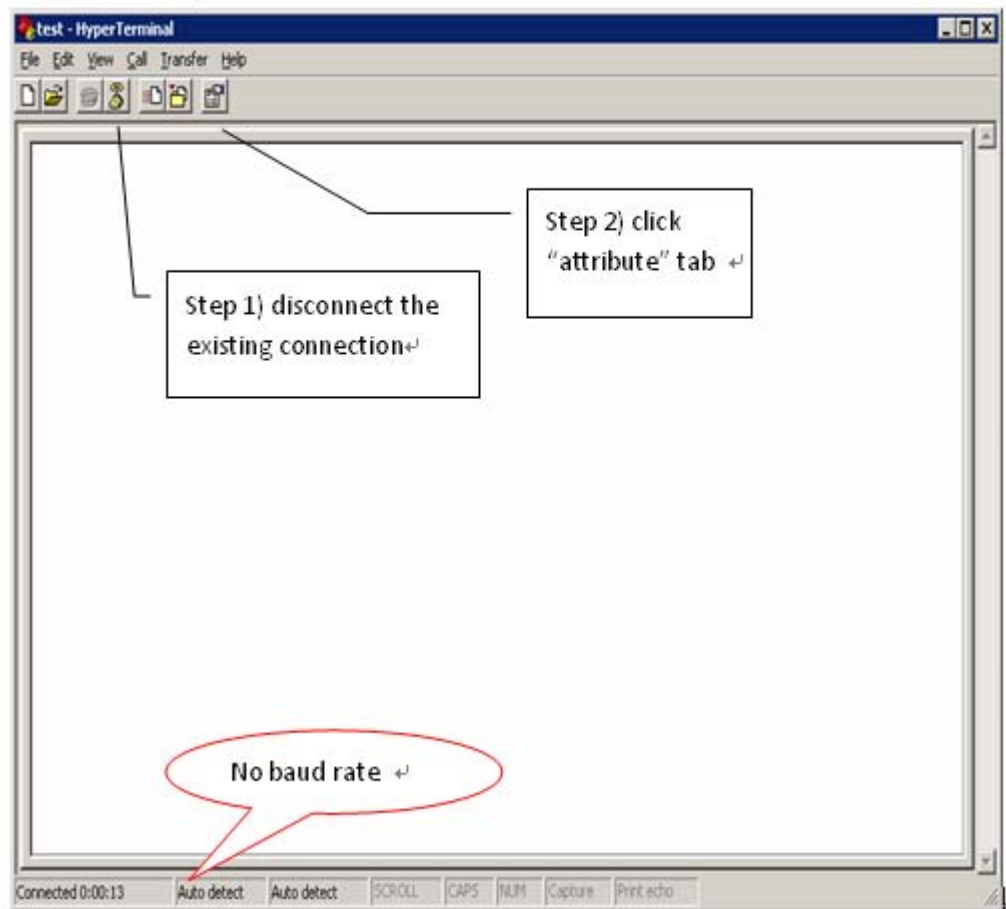 test - HyperTerminal
File Edit View Call Transfer Help
Step 2) click
"attribute" tab ↵
Step 1) disconnect the
existing connection↵
No baud rate ↵
Connected 0:00:13 Auto detect Auto detect SCROLL CAPS NUM Capture Print echo